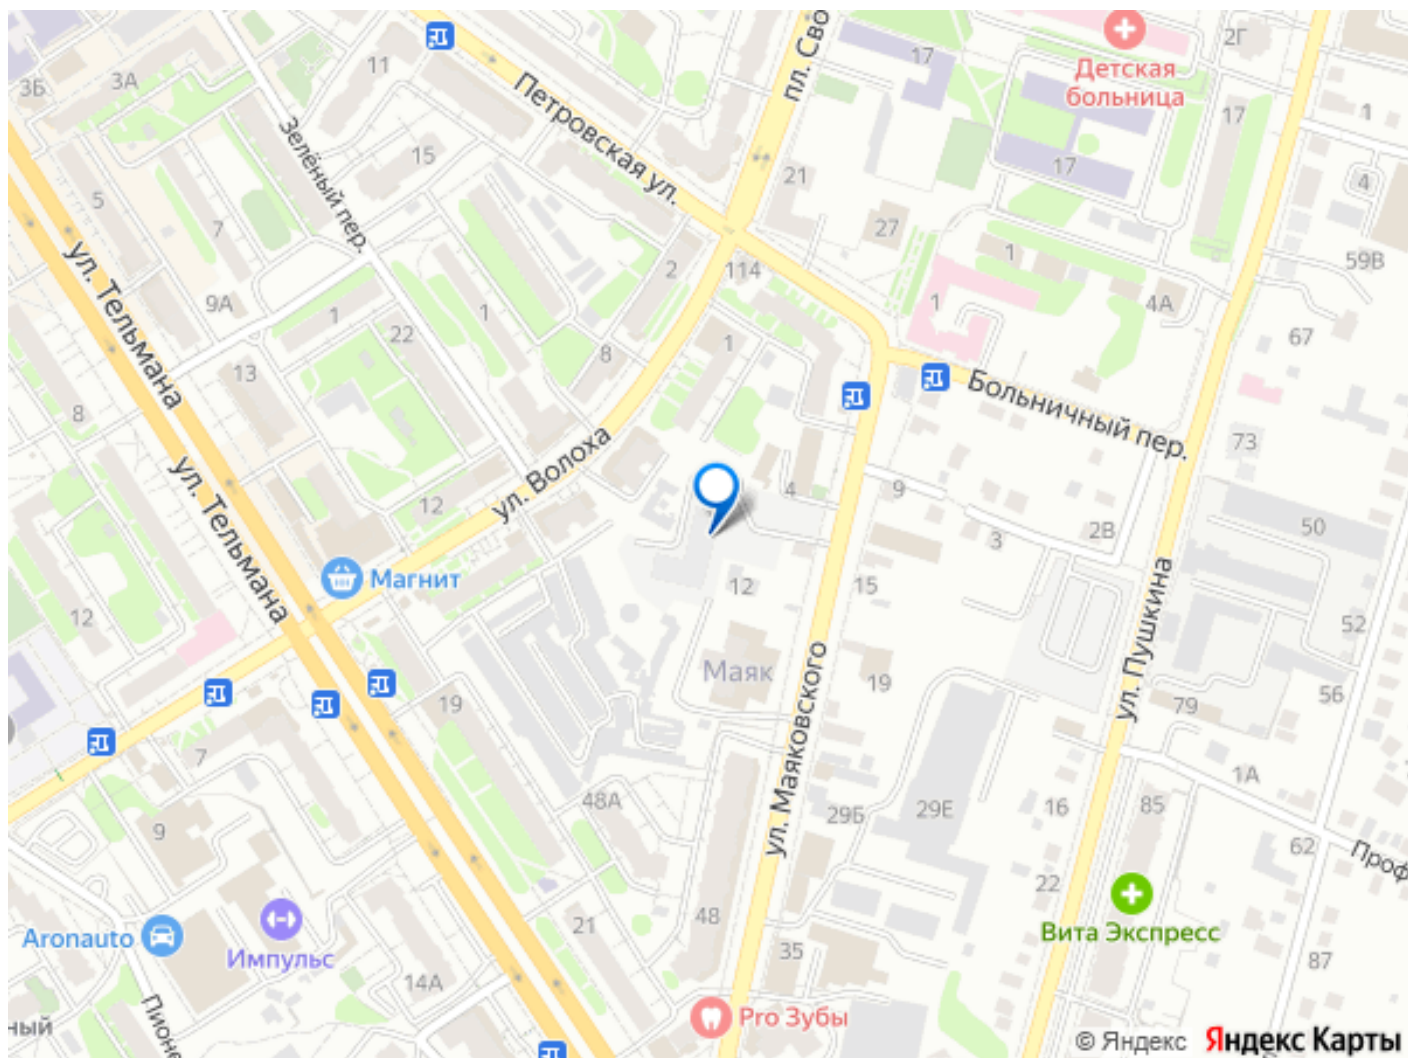 пл. Сво
2Г
17
Детская
больница
3Б
3А
11
Петровская ул.
17
1
Зелёный пер.
15
17
4
21
5
7
27
1
59В
ул. Тельмана
2
114
9А
1
1
22
1
4А
67
8
1
13
Больничный пер.
8
73
ул. Тельмана
ул. Волоха
12
4
9
3
2В
50
Магнит
12
15
12
ул. Пушкина
52
Маяк
19
56
19
79
ул. Маяковского
7
1А
48А
29Б
29Е
16
85
9
62
Проф
22
48
21
Вита Экспресс
Aronauto
Импульс
35
87
14А
Пионе
ный
Pro Зубы
© Яндекс Яндекс Карты